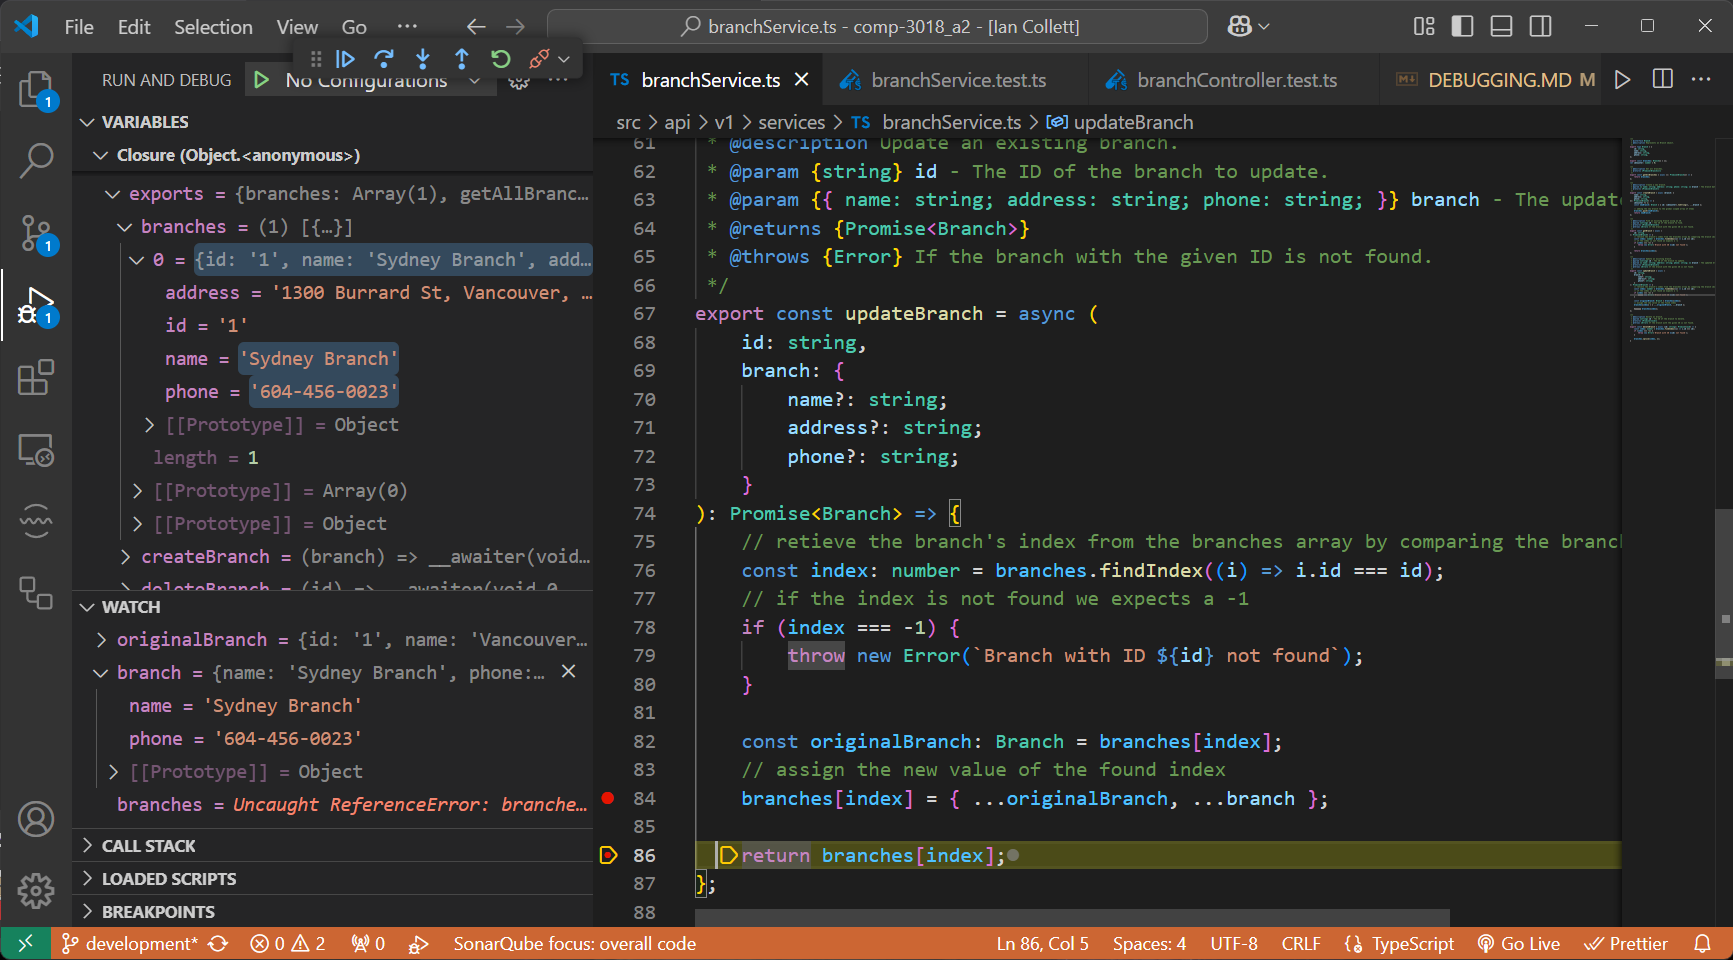 File Edit Selection View Go ···
branchService.ts - comp-3018_a2 - [Ian Collett]
RUN AND DEBUG
No Configurations
TS branchService.ts
branchService.test.ts
branchController.test.ts
DEBUGGING.MD M
src > api > v1 > services > TS branchService.ts > updateBranch
VARIABLES
Closure (Object.<anonymous>)
exports = {branches: Array(1), getAllBranc…
branches = (1) [{…}]
0 = {id: '1', name: 'Sydney Branch', add…
address = '1300 Burrard St, Vancouver, …
id = '1'
name = 'Sydney Branch'
phone = '604-456-0023'
[[Prototype]] = Object
length = 1
[[Prototype]] = Array(0)
[[Prototype]] = Object
createBranch = (branch) => __awaiter(void…
deleteBranch = (id) => __awaiter(void 0
WATCH
originalBranch = {id: '1', name: 'Vancouver…
branch = {name: 'Sydney Branch', phone:…
name = 'Sydney Branch'
phone = '604-456-0023'
[[Prototype]] = Object
branches = Uncaught ReferenceError: branche…
CALL STACK
LOADED SCRIPTS
BREAKPOINTS
1
1
1
61 * @description Update an existing branch.
62 * @param {string} id - The ID of the branch to update.
63 * @param {{ name: string; address: string; phone: string; }} branch - The update
64 * @returns {Promise<Branch>}
65 * @throws {Error} If the branch with the given ID is not found.
66 */
67 export const updateBranch = async (
68 id: string,
69 branch: {
70 name?: string;
71 address?: string;
72 phone?: string;
73 }
74 ): Promise<Branch> => {
75 // retieve the branch's index from the branches array by comparing the branch
76 const index: number = branches.findIndex((i) => i.id === id);
77 // if the index is not found we expects a -1
78 if (index === -1) {
79 throw new Error(`Branch with ID ${id} not found`);
80 }
81
82 const originalBranch: Branch = branches[index];
83 // assign the new value of the found index
84 branches[index] = { ...originalBranch, ...branch };
85
86 return branches[index];
87 };
88
development* 0 2 0 SonarQube focus: overall code Ln 86, Col 5 Spaces: 4 UTF-8 CRLF TypeScript Go Live Prettier